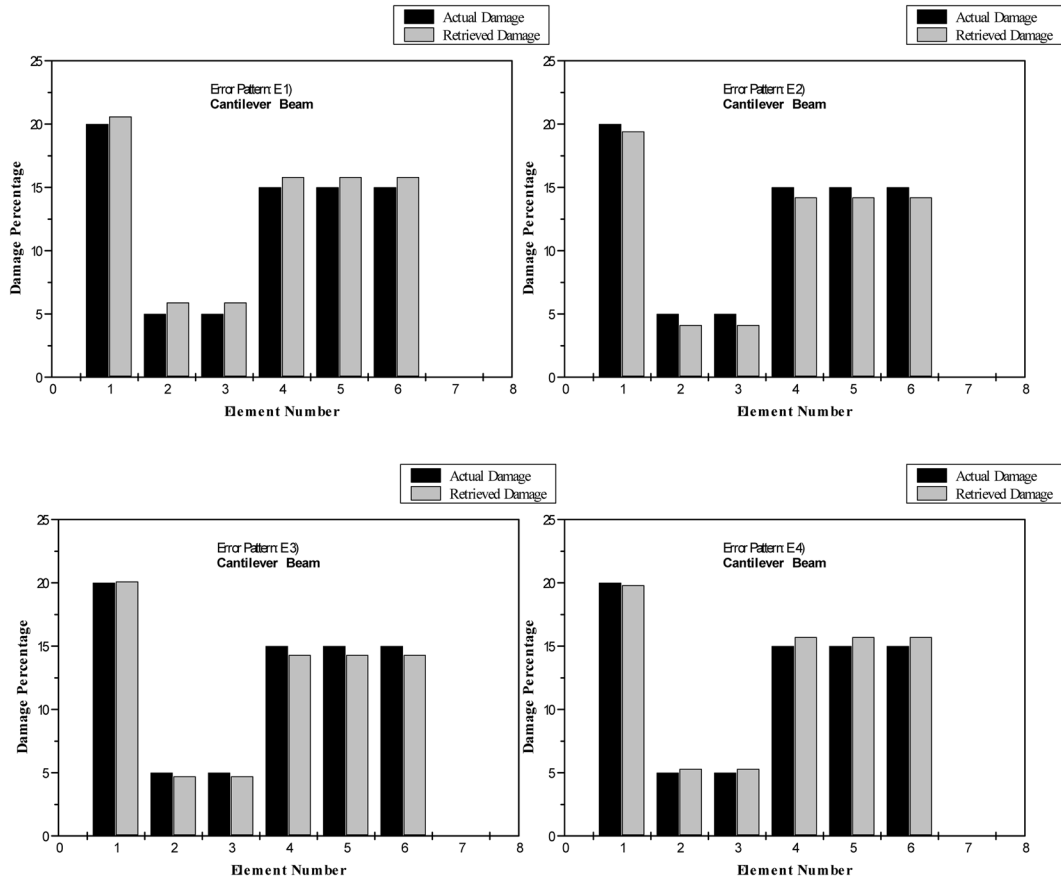 Actual Damage
Retrieved Damage
Actual Damage
Retrieved Damage
25
20
15
10
5
0
Damage Percentage
Error Pattern: E1)
Cantilever Beam
0 1 2 3 4 5 6 7 8
Element Number
25
20
15
10
5
0
Damage Percentage
Error Pattern: E2)
Cantilever Beam
0 1 2 3 4 5 6 7 8
Element Number
Actual Damage
Retrieved Damage
Actual Damage
Retrieved Damage
25
20
15
10
5
0
Damage Percentage
Error Pattern: E3)
Cantilever Beam
0 1 2 3 4 5 6 7 8
Element Number
25
20
15
10
5
0
Damage Percentage
Error Pattern: E4)
Cantilever Beam
0 1 2 3 4 5 6 7 8
Element Number